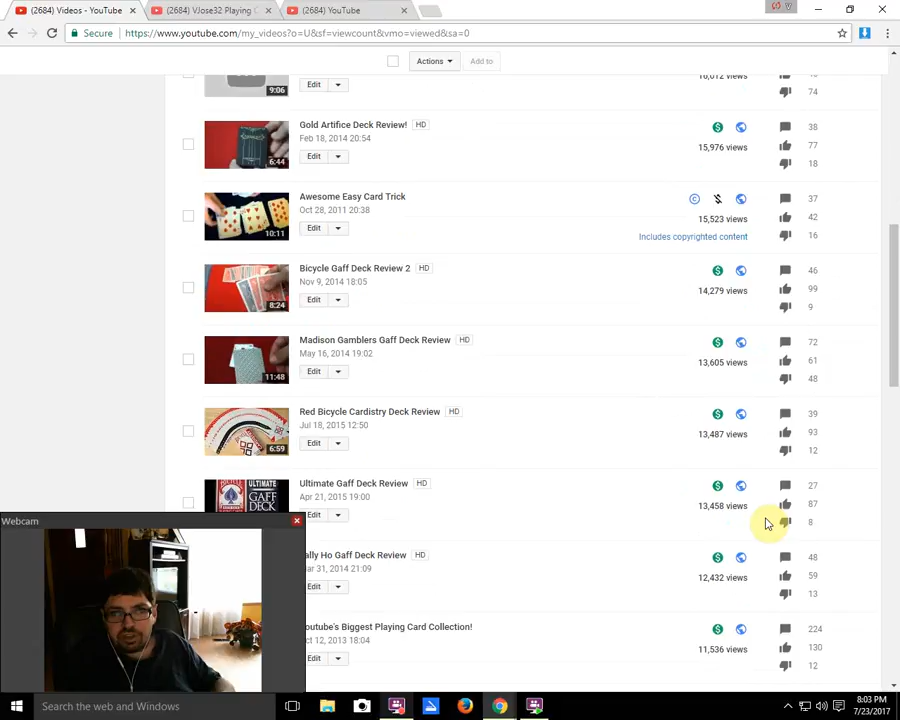 (2684) Videos - YouTube
(2684) VJose32 Playing C
(2684) YouTube
Secure
https://www.youtube.com/my_videos?o=U&sf=viewcount&vmo=viewed&sa=0
Actions
Add to
9:06
Edit
16,012 views
74
Gold Artifice Deck Review! HD
Feb 18, 2014 20:54
6:44
Edit
15,976 views
38
77
18
Awesome Easy Card Trick
Oct 28, 2011 20:38
10:11
Edit
15,523 views
Includes copyrighted content
37
42
16
Bicycle Gaff Deck Review 2 HD
Nov 9, 2014 18:05
8:24
Edit
14,279 views
46
99
9
Madison Gamblers Gaff Deck Review HD
May 16, 2014 19:02
11:48
Edit
13,605 views
72
61
48
Red Bicycle Cardistry Deck Review HD
Jul 18, 2015 12:50
6:59
Edit
13,487 views
39
93
12
Ultimate Gaff Deck Review HD
Apr 21, 2015 19:00
ULTIMATE
GAFF
DECK
Edit
13,458 views
27
87
8
Webcam
ally Ho Gaff Deck Review HD
ar 31, 2014 21:09
Edit
12,432 views
48
59
13
outube's Biggest Playing Card Collection!
ct 12, 2013 18:04
Edit
11,536 views
224
130
12
Search the web and Windows
8:03 PM
7/23/2017